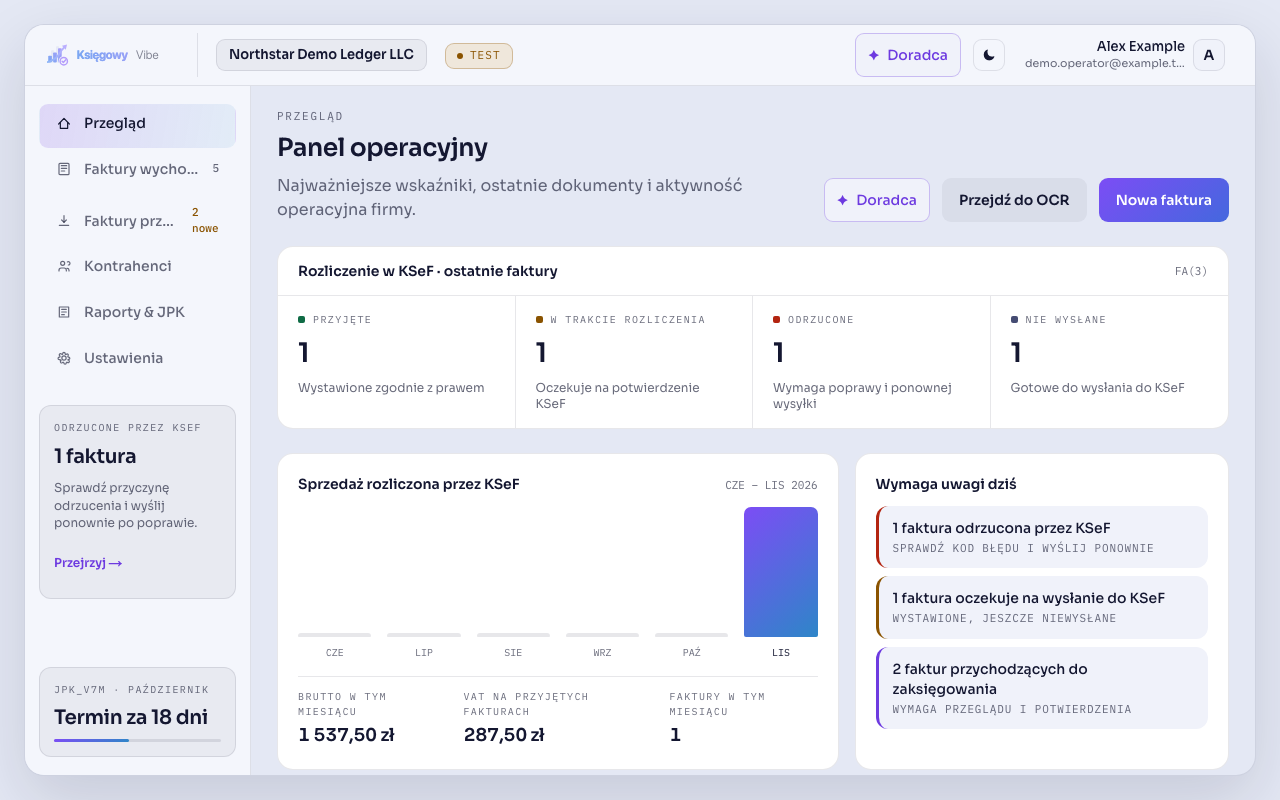 Księgowy Vibe
Northstar Demo Ledger LLC
TEST
Doradca
Alex Example
demo.operator@example.t...
A
Przegląd
Faktury wycho... 5
Faktury prz... 2 nowe
Kontrahenci
Raporty & JPK
Ustawienia
ODRZUCONE PRZEZ KSEF
1 faktura
Sprawdź przyczynę
odrzucenia i wyślij
ponownie po poprawie.
Przejrzyj →
JPK_V7M · PAŹDZIERNIK
Termin za 18 dni
PRZEGLĄD
Panel operacyjny
Najważniejsze wskaźniki, ostatnie dokumenty i aktywność
operacyjna firmy.
Doradca
Przejdź do OCR
Nowa faktura
Rozliczenie w KSeF · ostatnie faktury
FA(3)
PRZYJĘTE
1
Wystawione zgodnie z prawem
W TRAKCIE ROZLICZENIA
1
Oczekuje na potwierdzenie
KSeF
ODRZUCONE
1
Wymaga poprawy i ponownej
wysyłki
NIE WYSŁANE
1
Gotowe do wysłania do KSeF
Sprzedaż rozliczona przez KSeF
CZE – LIS 2026
CZE LIP SIE WRZ PAŹ LIS
BRUTTO W TYM
MIESIĄCU
1 537,50 zł
VAT NA PRZYJĘTYCH
FAKTURACH
287,50 zł
FAKTURY W TYM
MIESIĄCU
1
Wymaga uwagi dziś
1 faktura odrzucona przez KSeF
SPRAWDŹ KOD BŁĘDU I WYŚLIJ PONOWNIE
1 faktura oczekuje na wysłanie do KSeF
WYSTAWIONE, JESZCZE NIEWYSŁANE
2 faktur przychodzących do
zaksięgowania
WYMAGA PRZEGLĄDU I POTWIERDZENIA